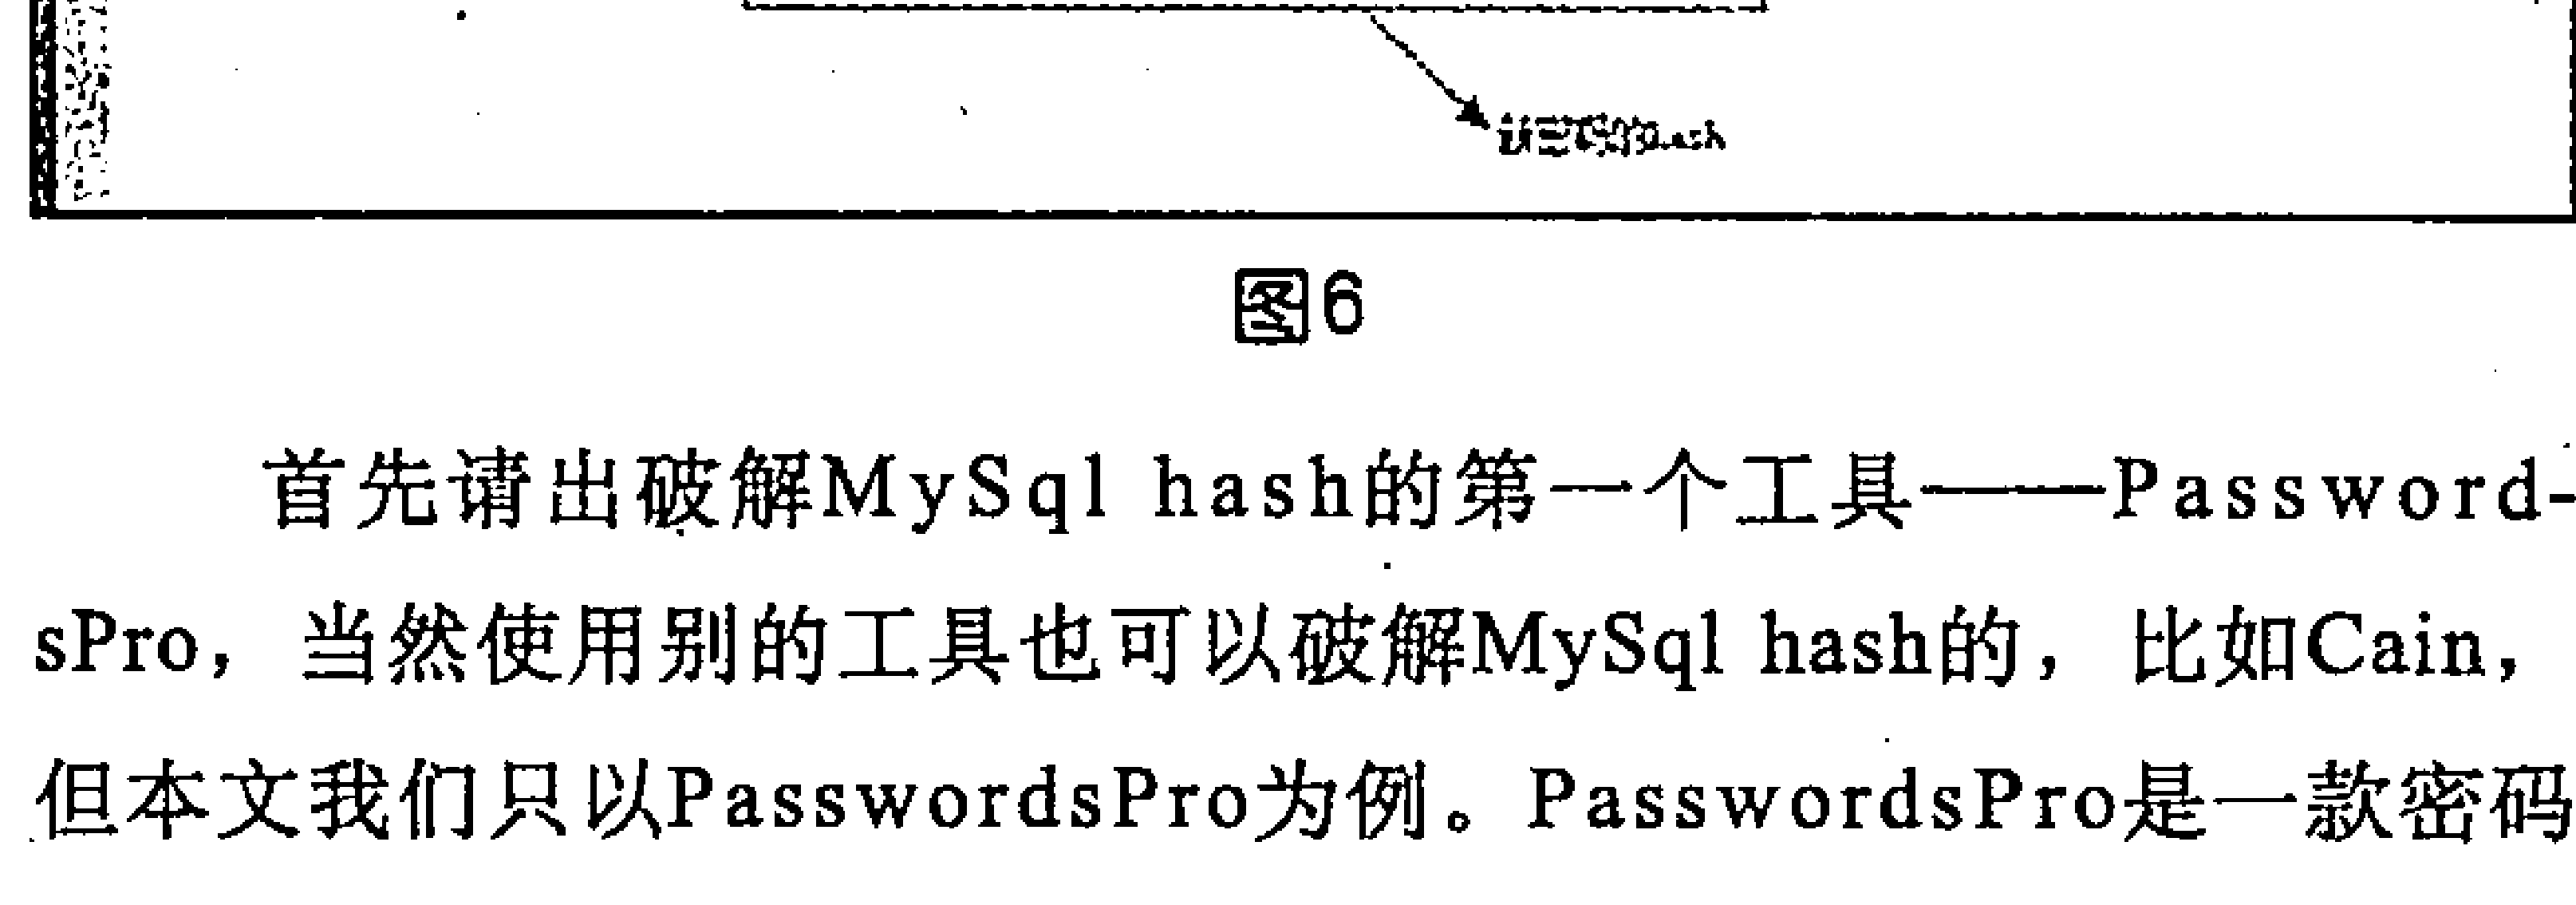 图6
首先请出破解MySql hash的第一个工具——Password-
sPro，当然使用别的工具也可以破解MySql hash的，比如Cain，
但本文我们只以PasswordsPro为例。PasswordsPro是一款密码